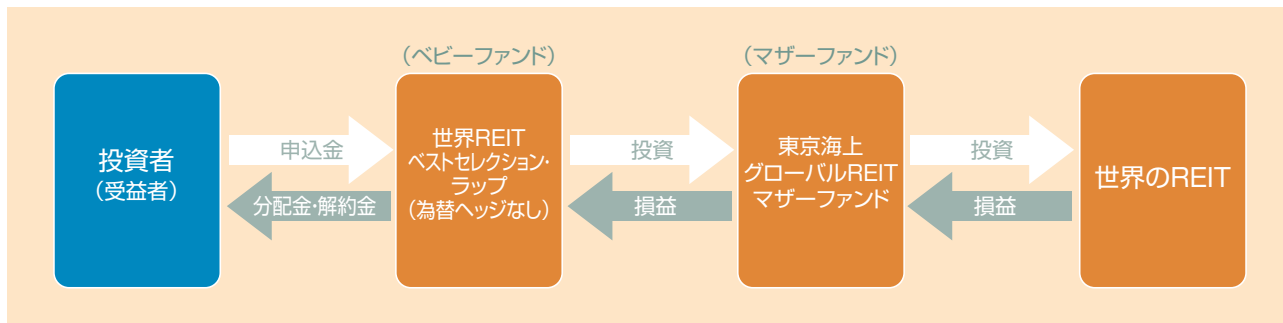 (ベビーファンド)
(マザーファンド)
投資者
(受益者)
申込金
分配金・解約金
世界REIT
ベストセレクション・
ラップ
(為替ヘッジなし)
投資
損益
東京海上
グローバルREIT
マザーファンド
投資
損益
世界のREIT